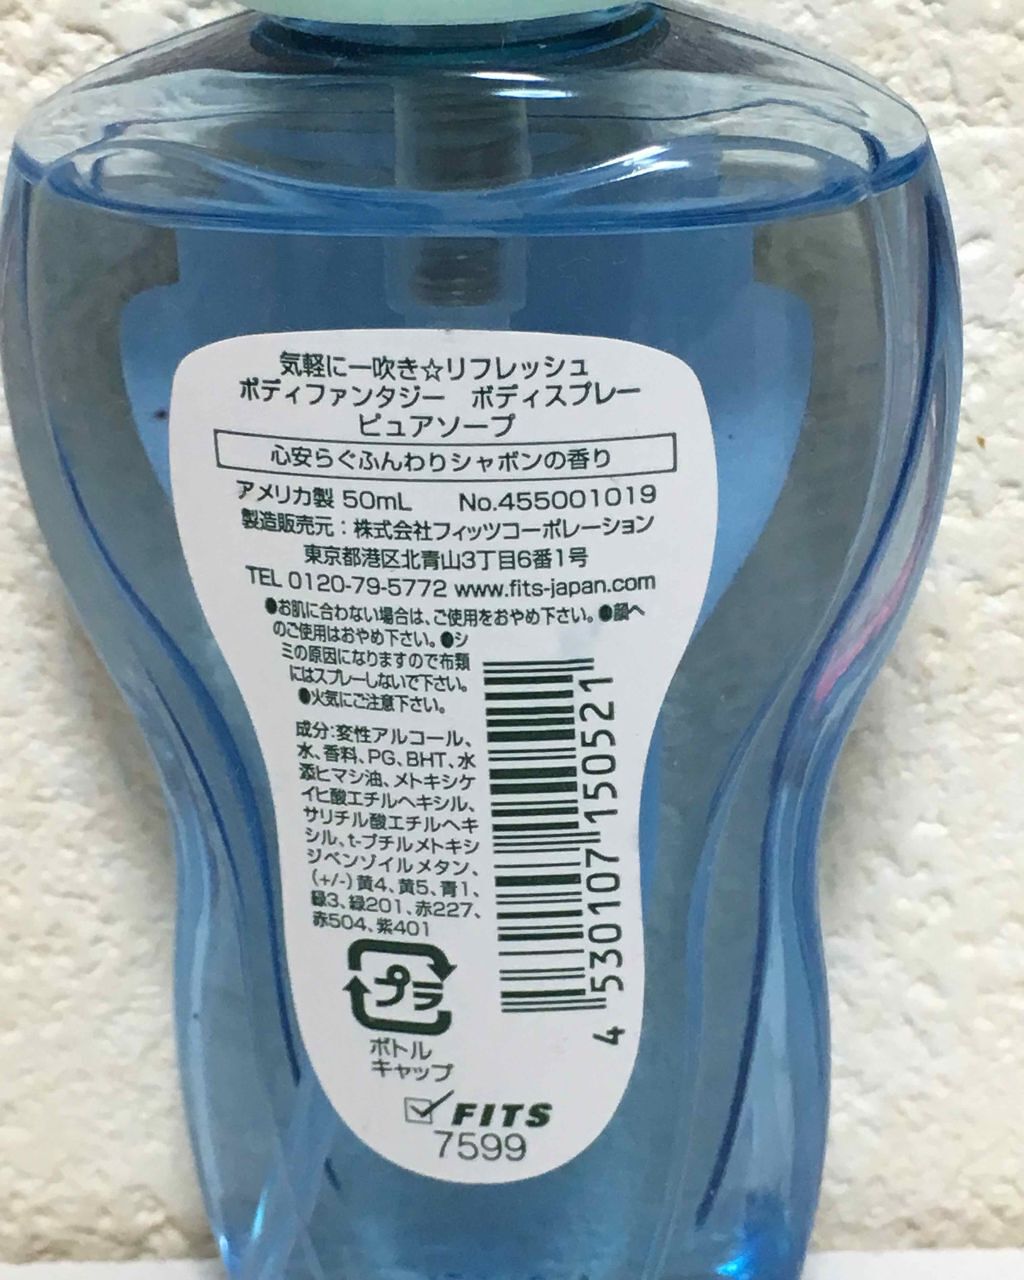 気軽に一吹き☆リフレッシュ
ボディファンタジー　ボディスプレー
ピュアソープ
心安らぐふんわりシャボンの香り
アメリカ製 50mL　No.455001019
製造販売元：株式会社フィッツコーポレーション
東京都港区北青山3丁目6番1号
TEL 0120-79-5772 www.fits-japan.com
●お肌に合わない場合は、ご使用をおやめ下さい。●顔へ
のご使用はおやめ下さい。●シ
ミの原因になりますので布類
にはスプレーしないで下さい。
●火気にご注意下さい。
成分:変性アルコール、
水、香料、PG、BHT、水
添ヒマシ油、メトキシケ
イヒ酸エチルヘキシル、
サリチル酸エチルヘキ
シル、t-ブチルメトキシ
ジベンゾイルメタン、
(+/-)黄4、黄5、青1、
緑3、緑201、赤227、
赤504、紫401
プラ
ボトル
キャップ
4 530107 150521
FITS
7599